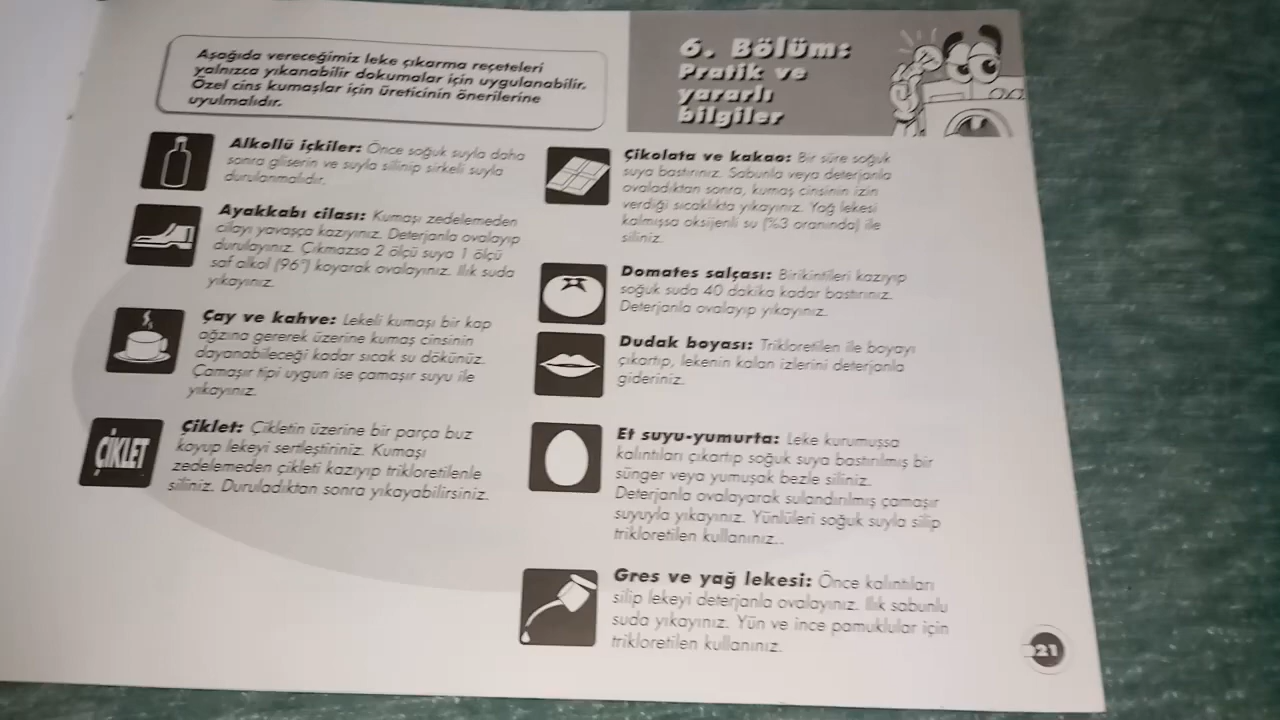 Aşağıda vereceğimiz leke çıkarma reçeteleri
yalnızca yıkanabilir dokumalar için uygulanabilir.
Özel cins kumaşlar için üreticinin önerilerine
uyulmalıdır.
6. Bölüm:
Pratik ve
yararlı
bilgiler
Alkollü içkiler: Önce soğuk suyla daha
sonra gliserin ve suyla silinip sirkeli suyla
durulanmalıdır.
Ayakkabı cilası: Kumaşı zedelemeden
cilayı yavaşça kazıyınız. Deterjanla ovalayıp
durulayınız. Çıkmazsa 2 ölçü suya 1 ölçü
saf alkol (96°) koyarak ovalayınız. Ilık suda
yıkayınız.
Çay ve kahve: Lekeli kumaşı bir kap
ağzına gererek üzerine kumaş cinsinin
dayanabileceği kadar sıcak su dökünüz.
Çamaşır tipi uygun ise çamaşır suyu ile
yıkayınız.
ÇİKLET
Çiklet: Çikletin üzerine bir parça buz
koyup lekeyi sertleştiriniz. Kumaşı
zedelemeden çikleti kazıyıp trikloretilenle
siliniz. Duruladıktan sonra yıkayabilirsiniz.
Çikolata ve kakao: Bir süre soğuk
suya bastırınız. Sabunla veya deterjanla
ovaladıktan sonra, kumaş cinsinin izin
verdiği sıcaklıkta yıkayınız. Yağ lekesi
kalmışsa oksijenli su (%3 oranında) ile
siliniz.
Domates salçası: Birikintileri kazıyıp
soğuk suda 40 dakika kadar bastırınız.
Deterjanla ovalayıp yıkayınız.
Dudak boyası: Trikloretilen ile boyayı
çıkartıp, lekenin kalan izlerini deterjanla
gideriniz.
Et suyu-yumurta: Leke kurumuşsa
kalıntıları çıkartıp soğuk suya bastırılmış bir
sünger veya yumuşak bezle siliniz.
Deterjanla ovalayarak sulandırılmış çamaşır
suyuyla yıkayınız. Yünlüleri soğuk suyla silip
trikloretilen kullanınız..
Gres ve yağ lekesi: Önce kalıntıları
silip lekeyi deterjanla ovalayınız. Ilık sabunlu
suda yıkayınız. Yün ve ince pamuklular için
trikloretilen kullanınız.
21